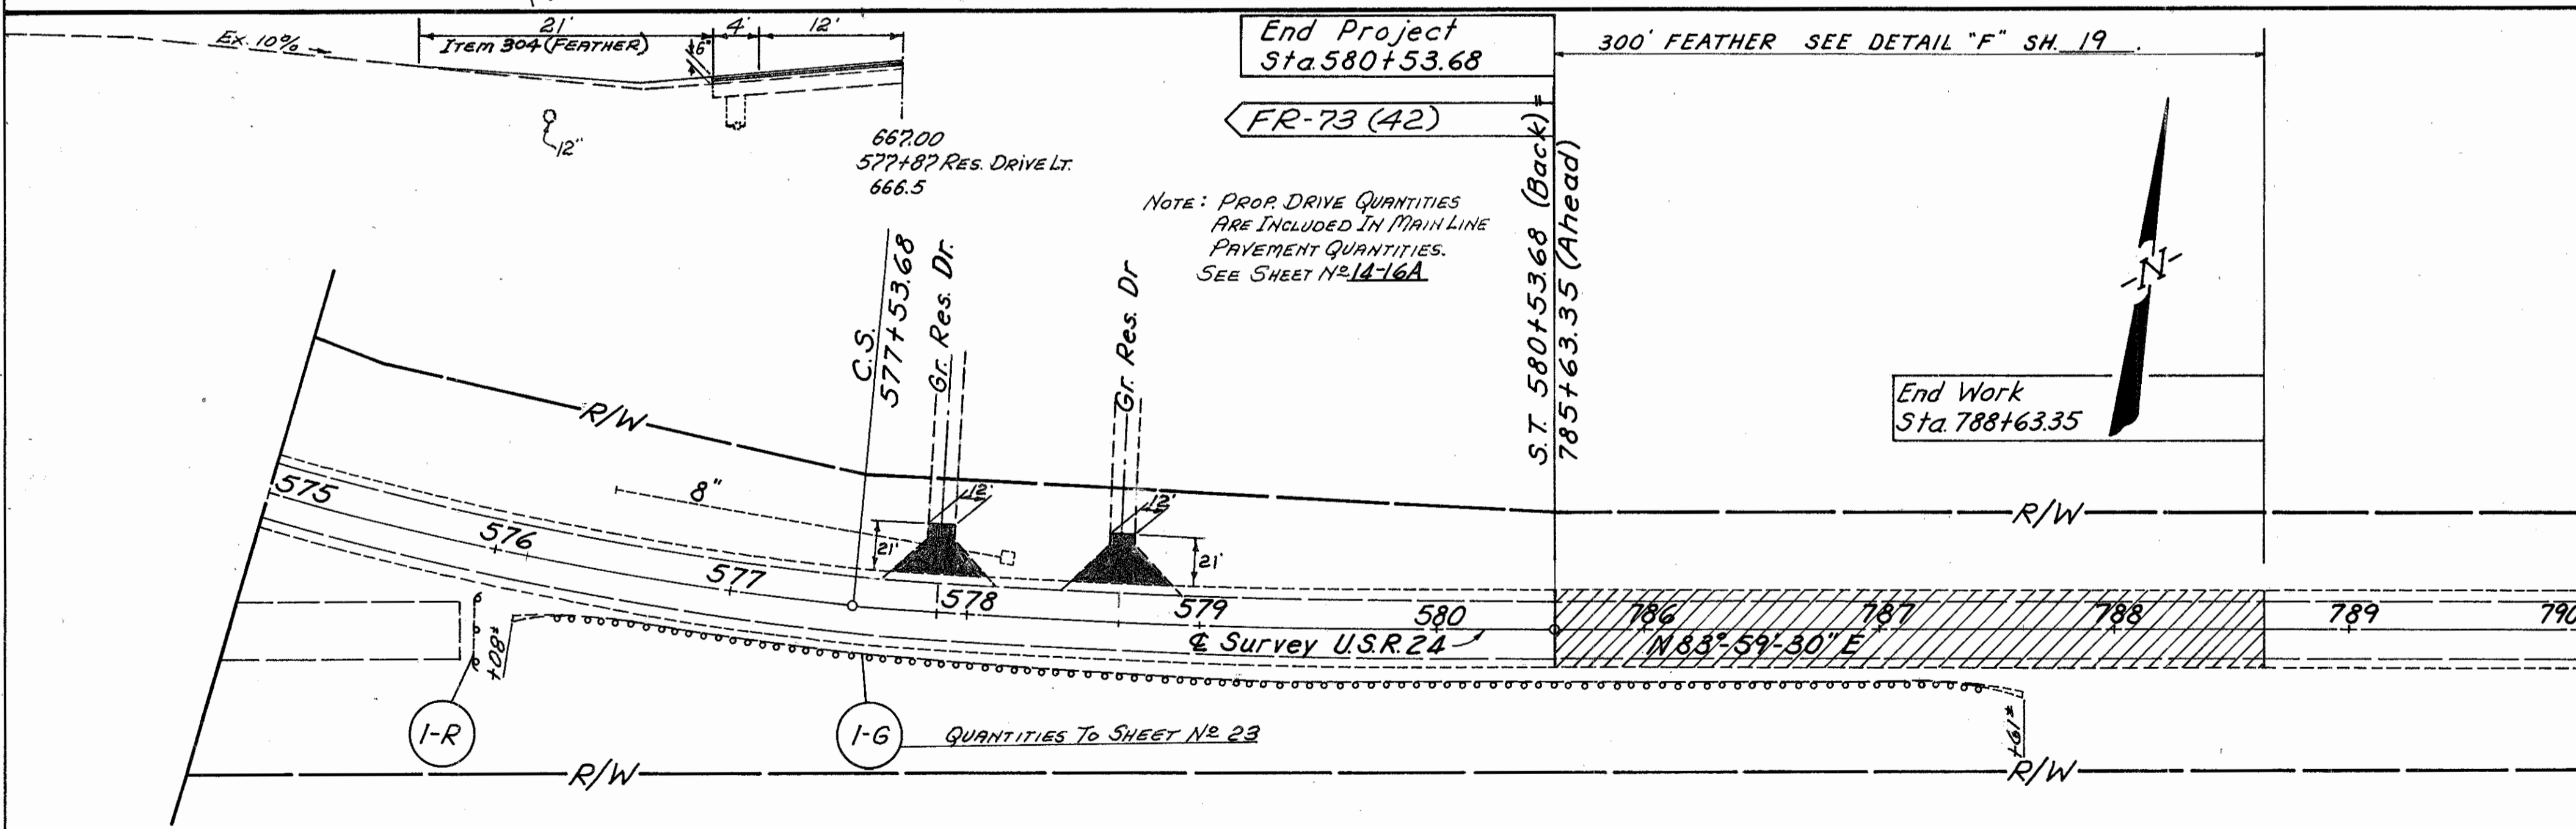 21'
4'
12'
Ex. 10%
ITEM 304 (FEATHER)
6"
12"
667.00
577+87 RES. DRIVE LT.
666.5
End Project
Sta. 580+53.68
FR-73 (42)
300' FEATHER SEE DETAIL "F" SH. 19.
NOTE: PROP. DRIVE QUANTITIES
ARE INCLUDED IN MAIN LINE
PAVEMENT QUANTITIES.
SEE SHEET Nº 14-16A
S.T. 580+53.68 (Back) =
785+63.35 (Ahead)
N
End Work
Sta. 788+63.35
C.S.
577+53.68
Gr. Res. Dr.
Gr. Res. Dr
R/W
R/W
8"
12'
12'
21'
21'
575
576
577
578
579
580
786
787
788
789
790
℄ Survey U.S.R. 24
N 83°-59'-30" E
+08±
+61±
1-R
1-G
QUANTITIES TO SHEET Nº 23
R/W
R/W